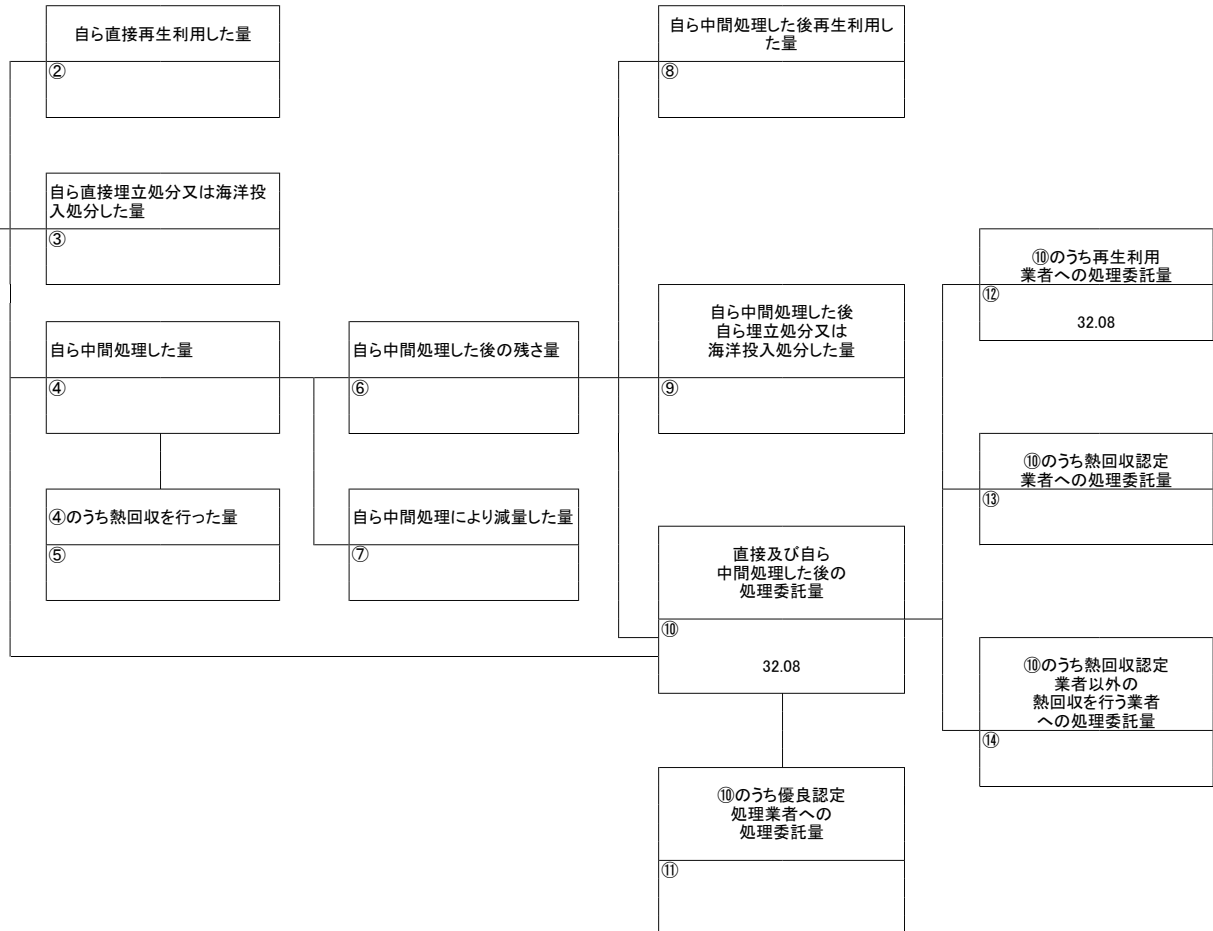 自ら直接再生利用した量
②
自ら中間処理した後再生利用し
た量
⑧
自ら直接埋立処分又は海洋投
入処分した量
③
⑩のうち再生利用
業者への処理委託量
⑫
32.08
自ら中間処理した量
④
自ら中間処理した後の残さ量
⑥
自ら中間処理した後
自ら埋立処分又は
海洋投入処分した量
⑨
⑩のうち熱回収認定
業者への処理委託量
⑬
④のうち熱回収を行った量
⑤
自ら中間処理により減量した量
⑦
直接及び自ら
中間処理した後の
処理委託量
⑩
32.08
⑩のうち熱回収認定
業者以外の
熱回収を行う業者
への処理委託量
⑭
⑩のうち優良認定
処理業者への
処理委託量
⑪